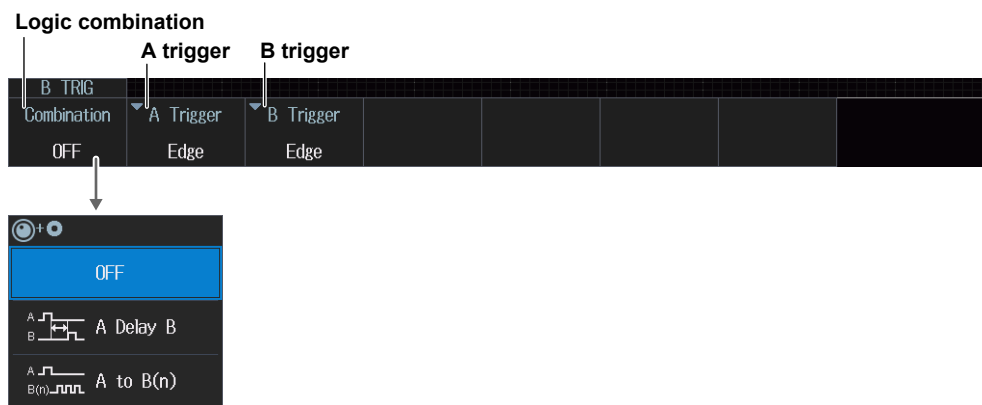 Logic combination
A trigger B trigger
B TRIG
Combination A Trigger B Trigger
OFF Edge Edge
OFF
A
B
A Delay B
A
B(n)
A to B(n)